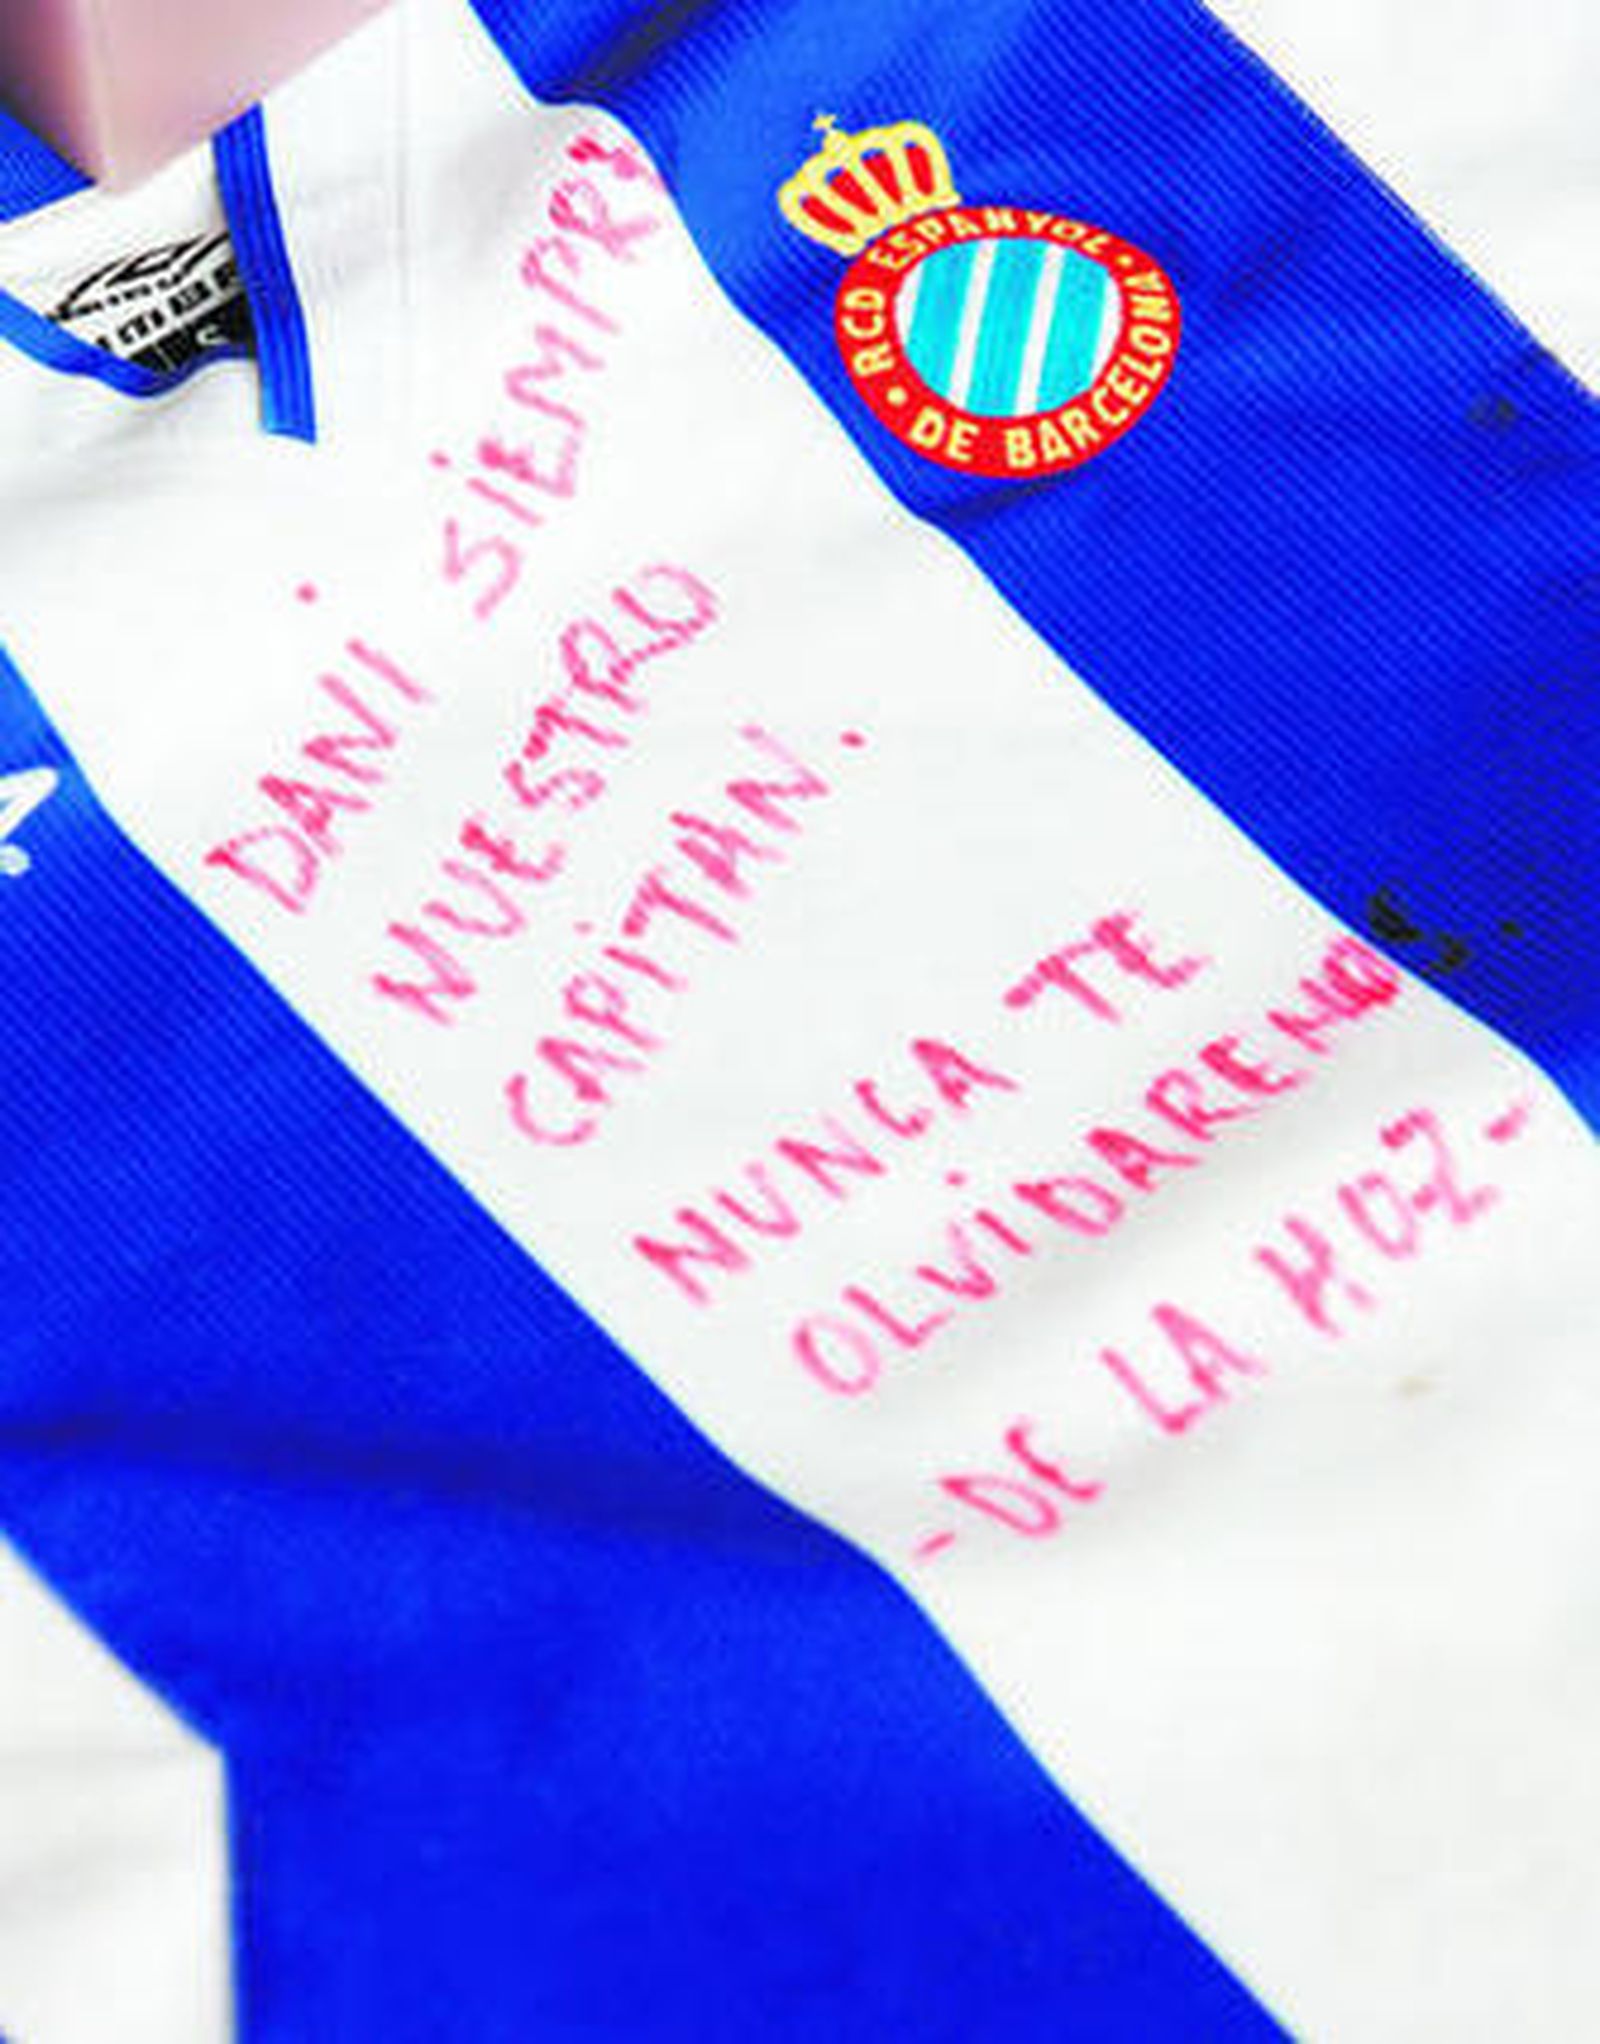 RCD ESPANYOL
DE BARCELONA
DANI SiEMPRE
NUESTRO
CAPiTAN.
NUNCA TE
OLViDAREMOS.
-DE LA HOZ-